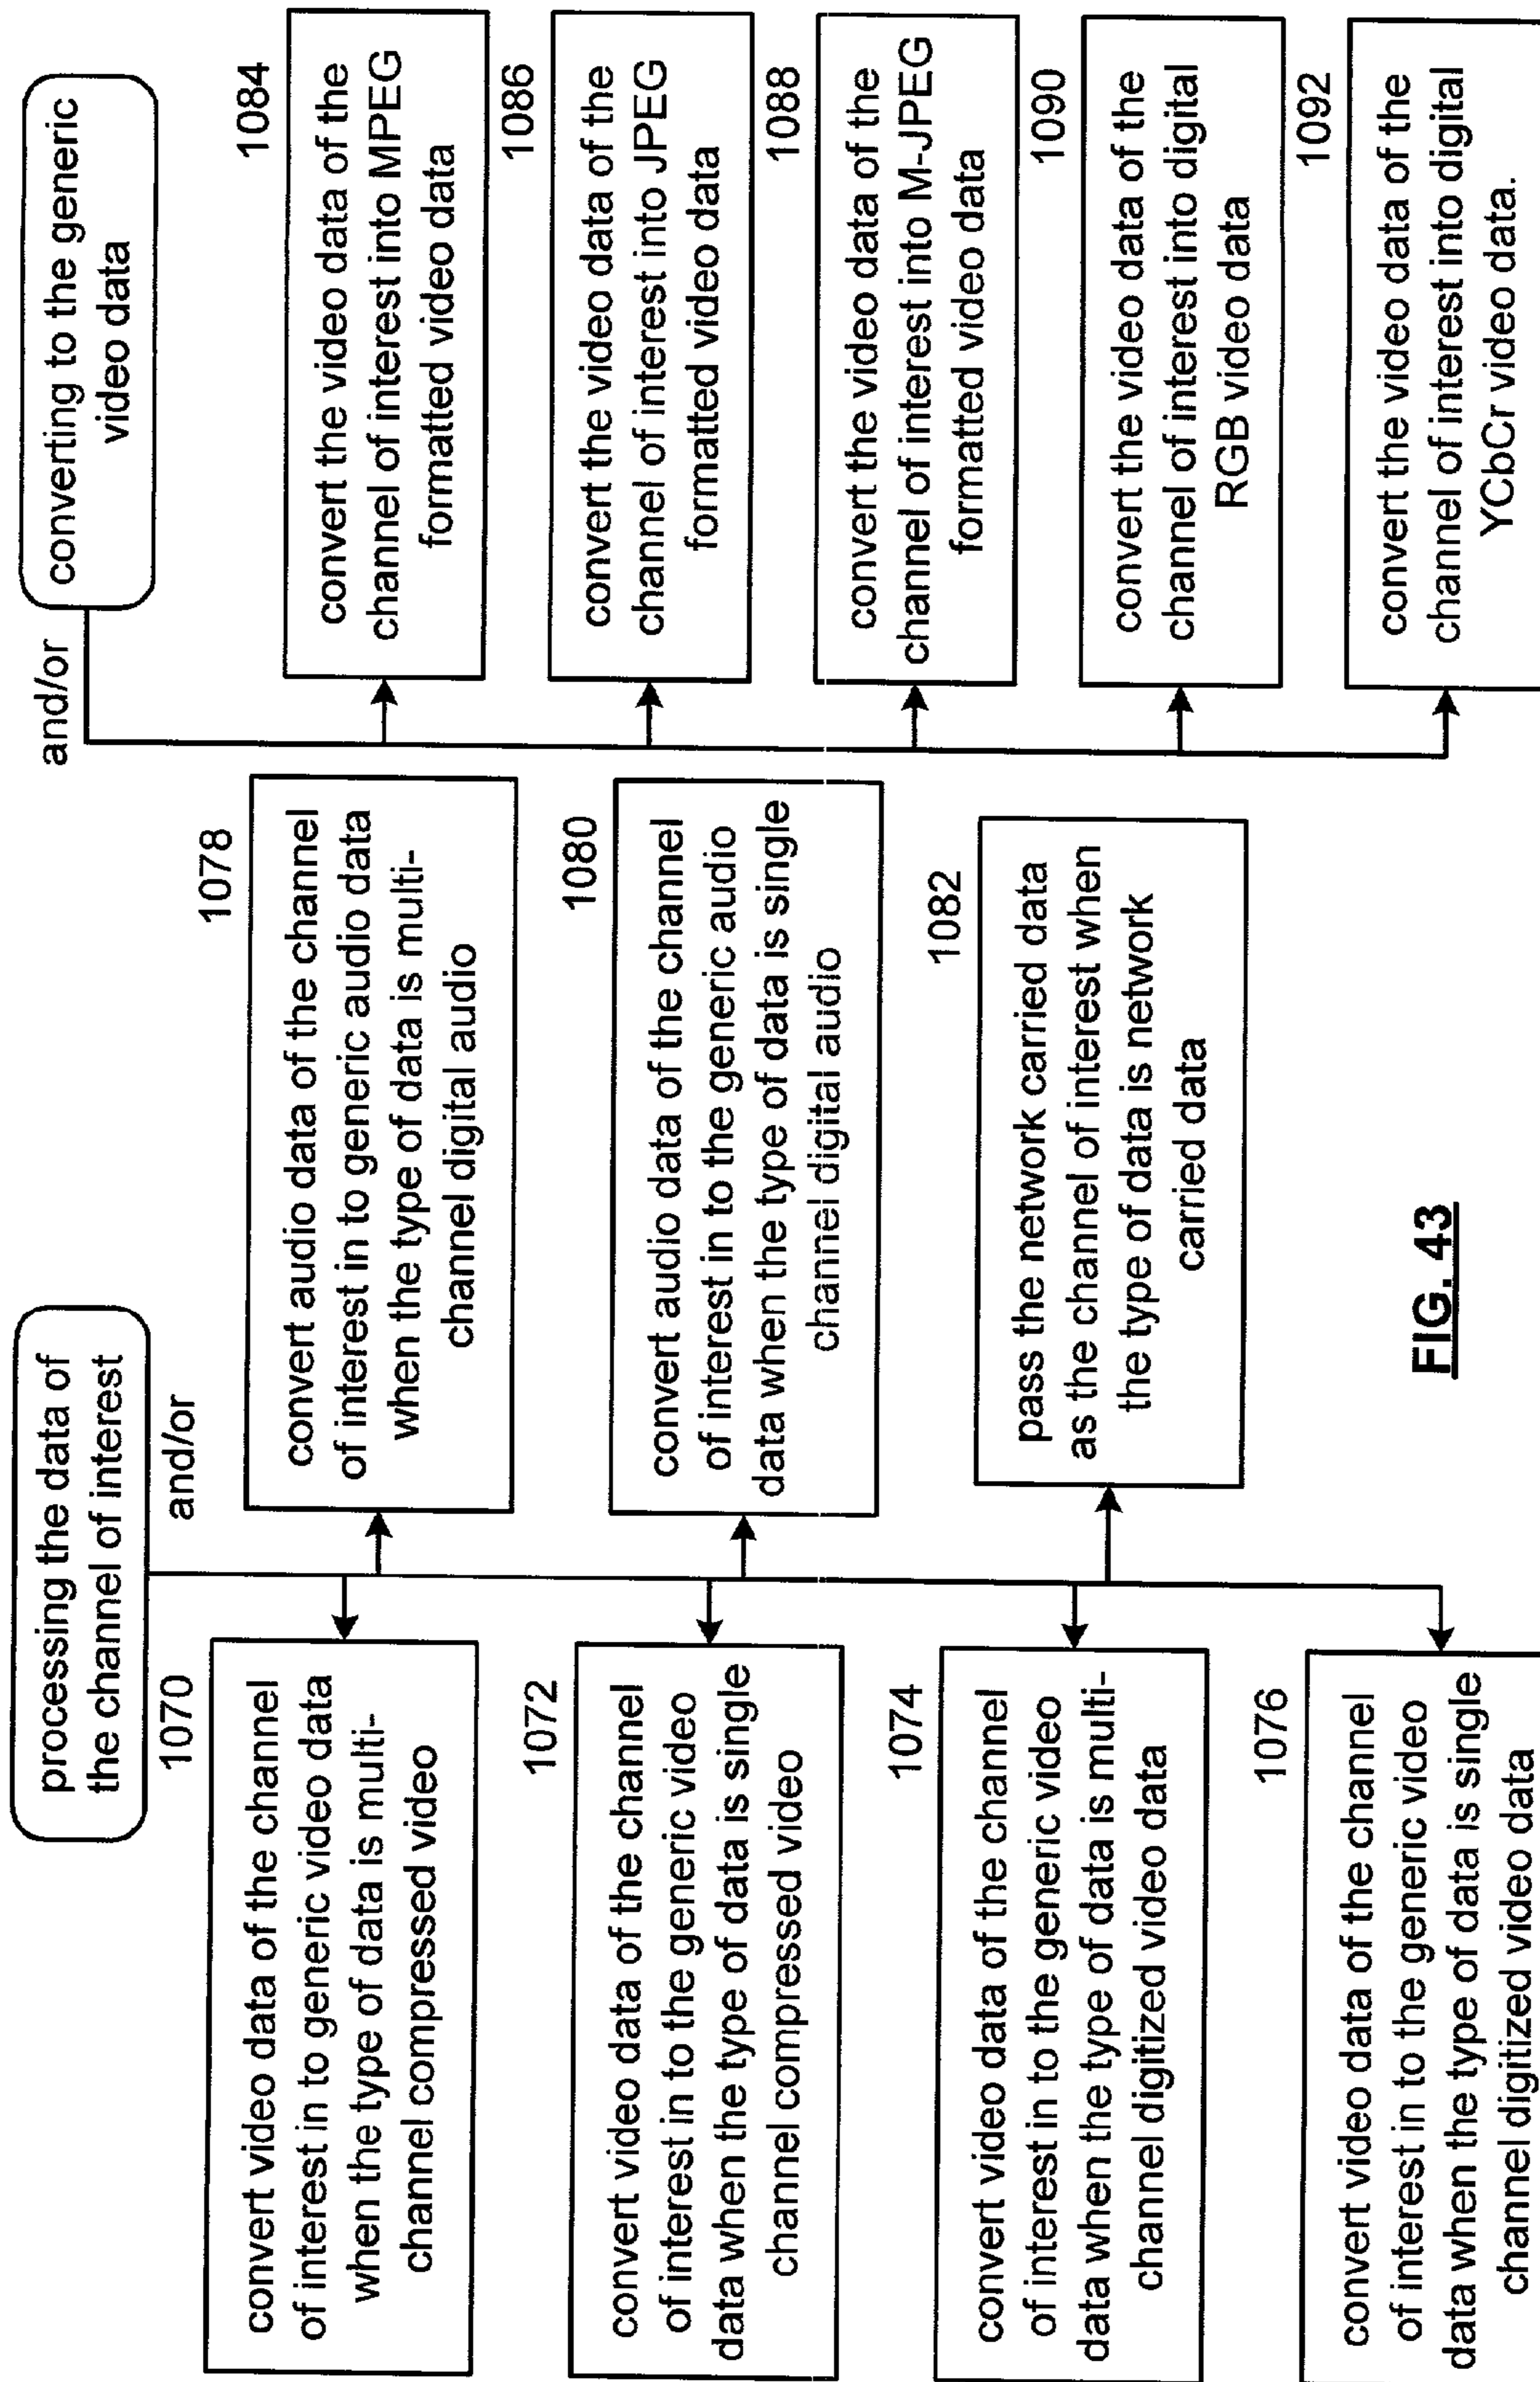 processing the data of
the channel of interest
and/or
1070
convert video data of the channel
of interest in to generic video data
when the type of data is multi-
channel compressed video
1072
convert video data of the channel
of interest in to the generic video
data when the type of data is single
channel compressed video
1074
convert video data of the channel
of interest in to the generic video
data when the type of data is multi-
channel digitized video data
1076
convert video data of the channel
of interest in to the generic video
data when the type of data is single
channel digitized video data
1078
convert audio data of the channel
of interest in to generic audio data
when the type of data is multi-
channel digital audio
1080
convert audio data of the channel
of interest in to the generic audio
data when the type of data is single
channel digital audio
1082
pass the network carried data
as the channel of interest when
the type of data is network
carried data
converting to the generic
video data
and/or
1084
convert the video data of the
channel of interest into MPEG
formatted video data
1086
convert the video data of the
channel of interest into JPEG
formatted video data
1088
convert the video data of the
channel of interest into M-JPEG
formatted video data
1090
convert the video data of the
channel of interest into digital
RGB video data
1092
convert the video data of the
channel of interest into digital
YCbCr video data.
FIG. 43